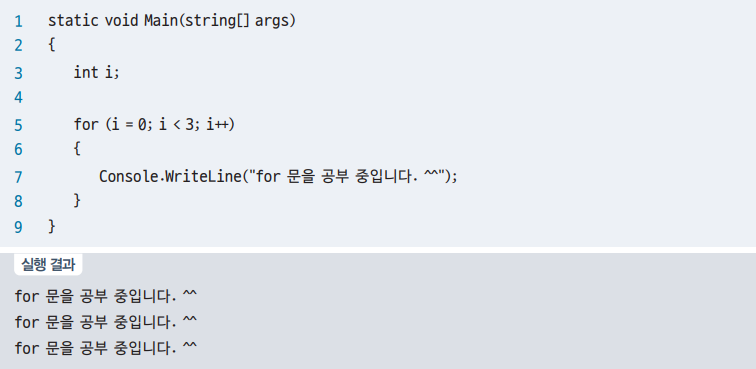 1 static void Main(string[] args)
2 {
3 int i;
4
5 for (i = 0; i < 3; i++)
6 {
7 Console.WriteLine("for 문을 공부 중입니다. ^^");
8 }
9 }
실행 결과
for 문을 공부 중입니다. ^^
for 문을 공부 중입니다. ^^
for 문을 공부 중입니다. ^^